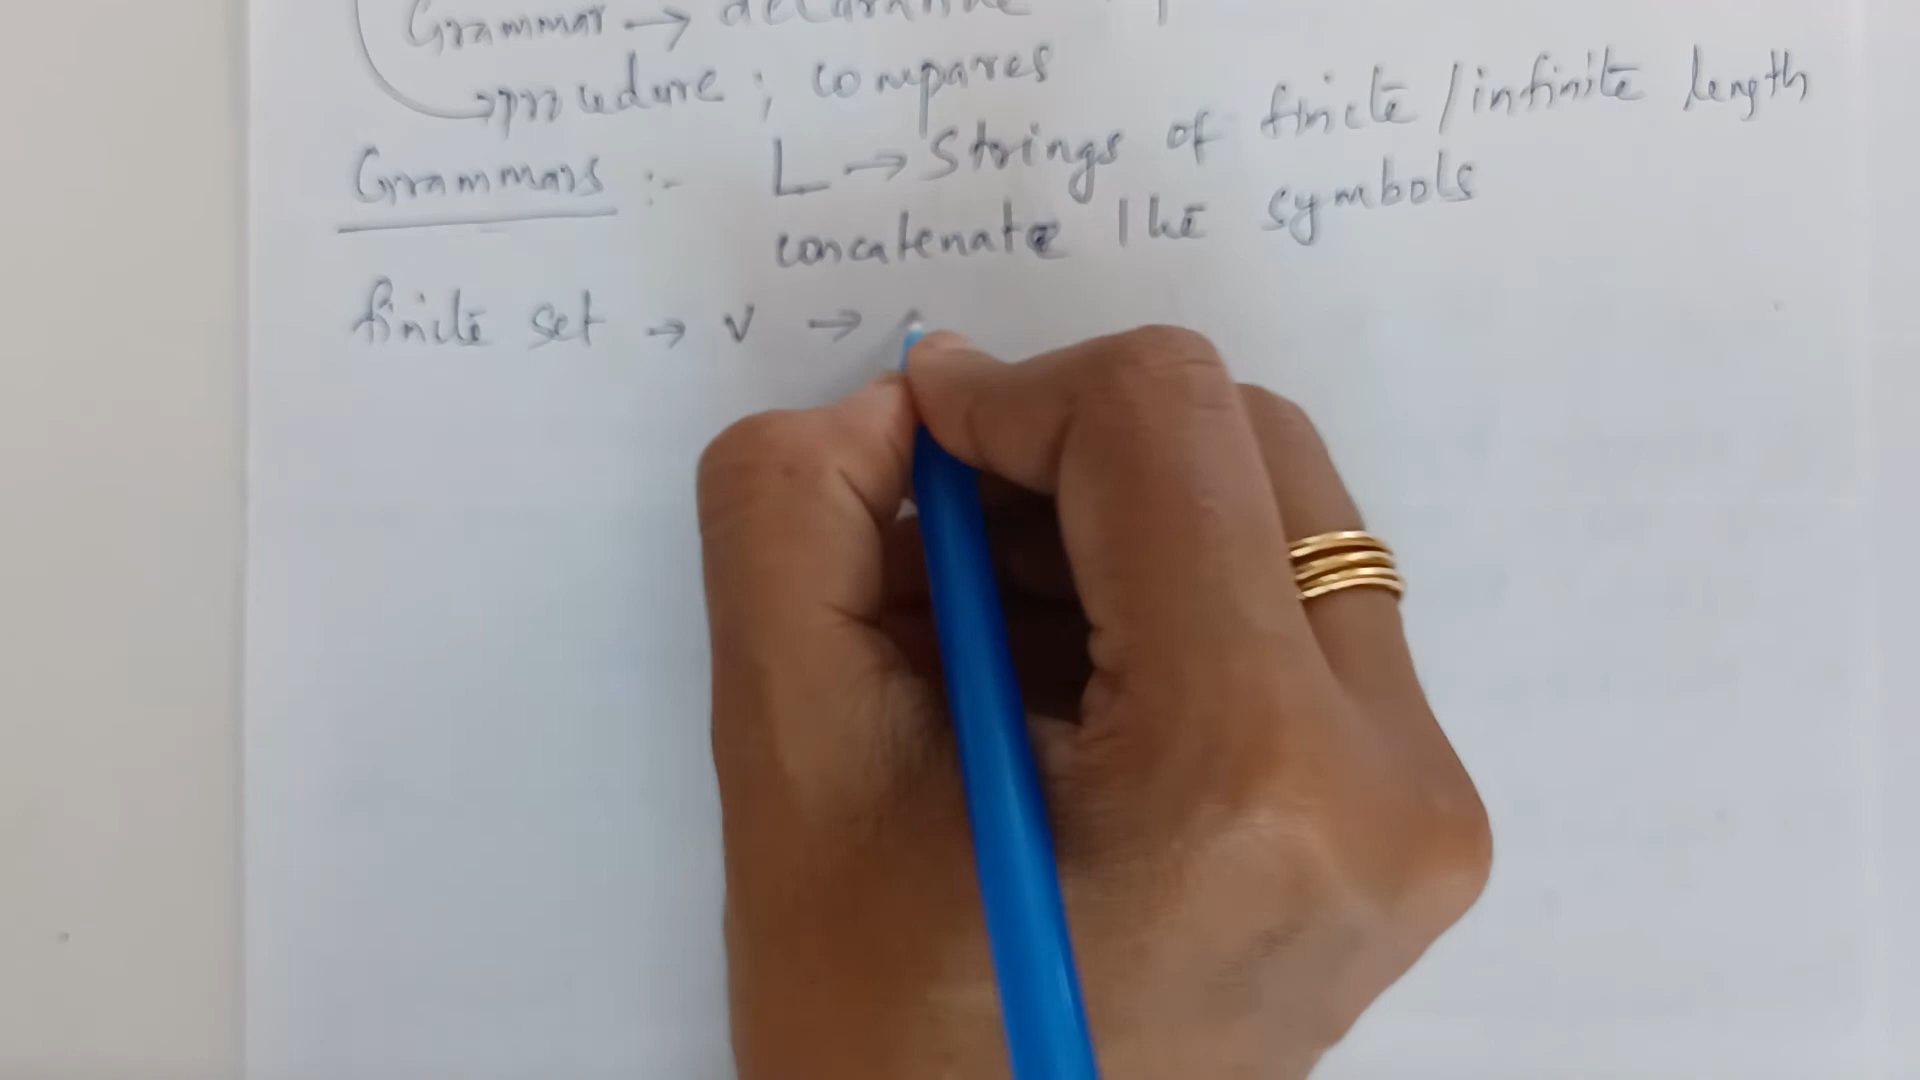 Grammar →
→procedure ; compares
Grammars :- L → Strings of finite / infinite length
concatenate the symbols
finite set → V →